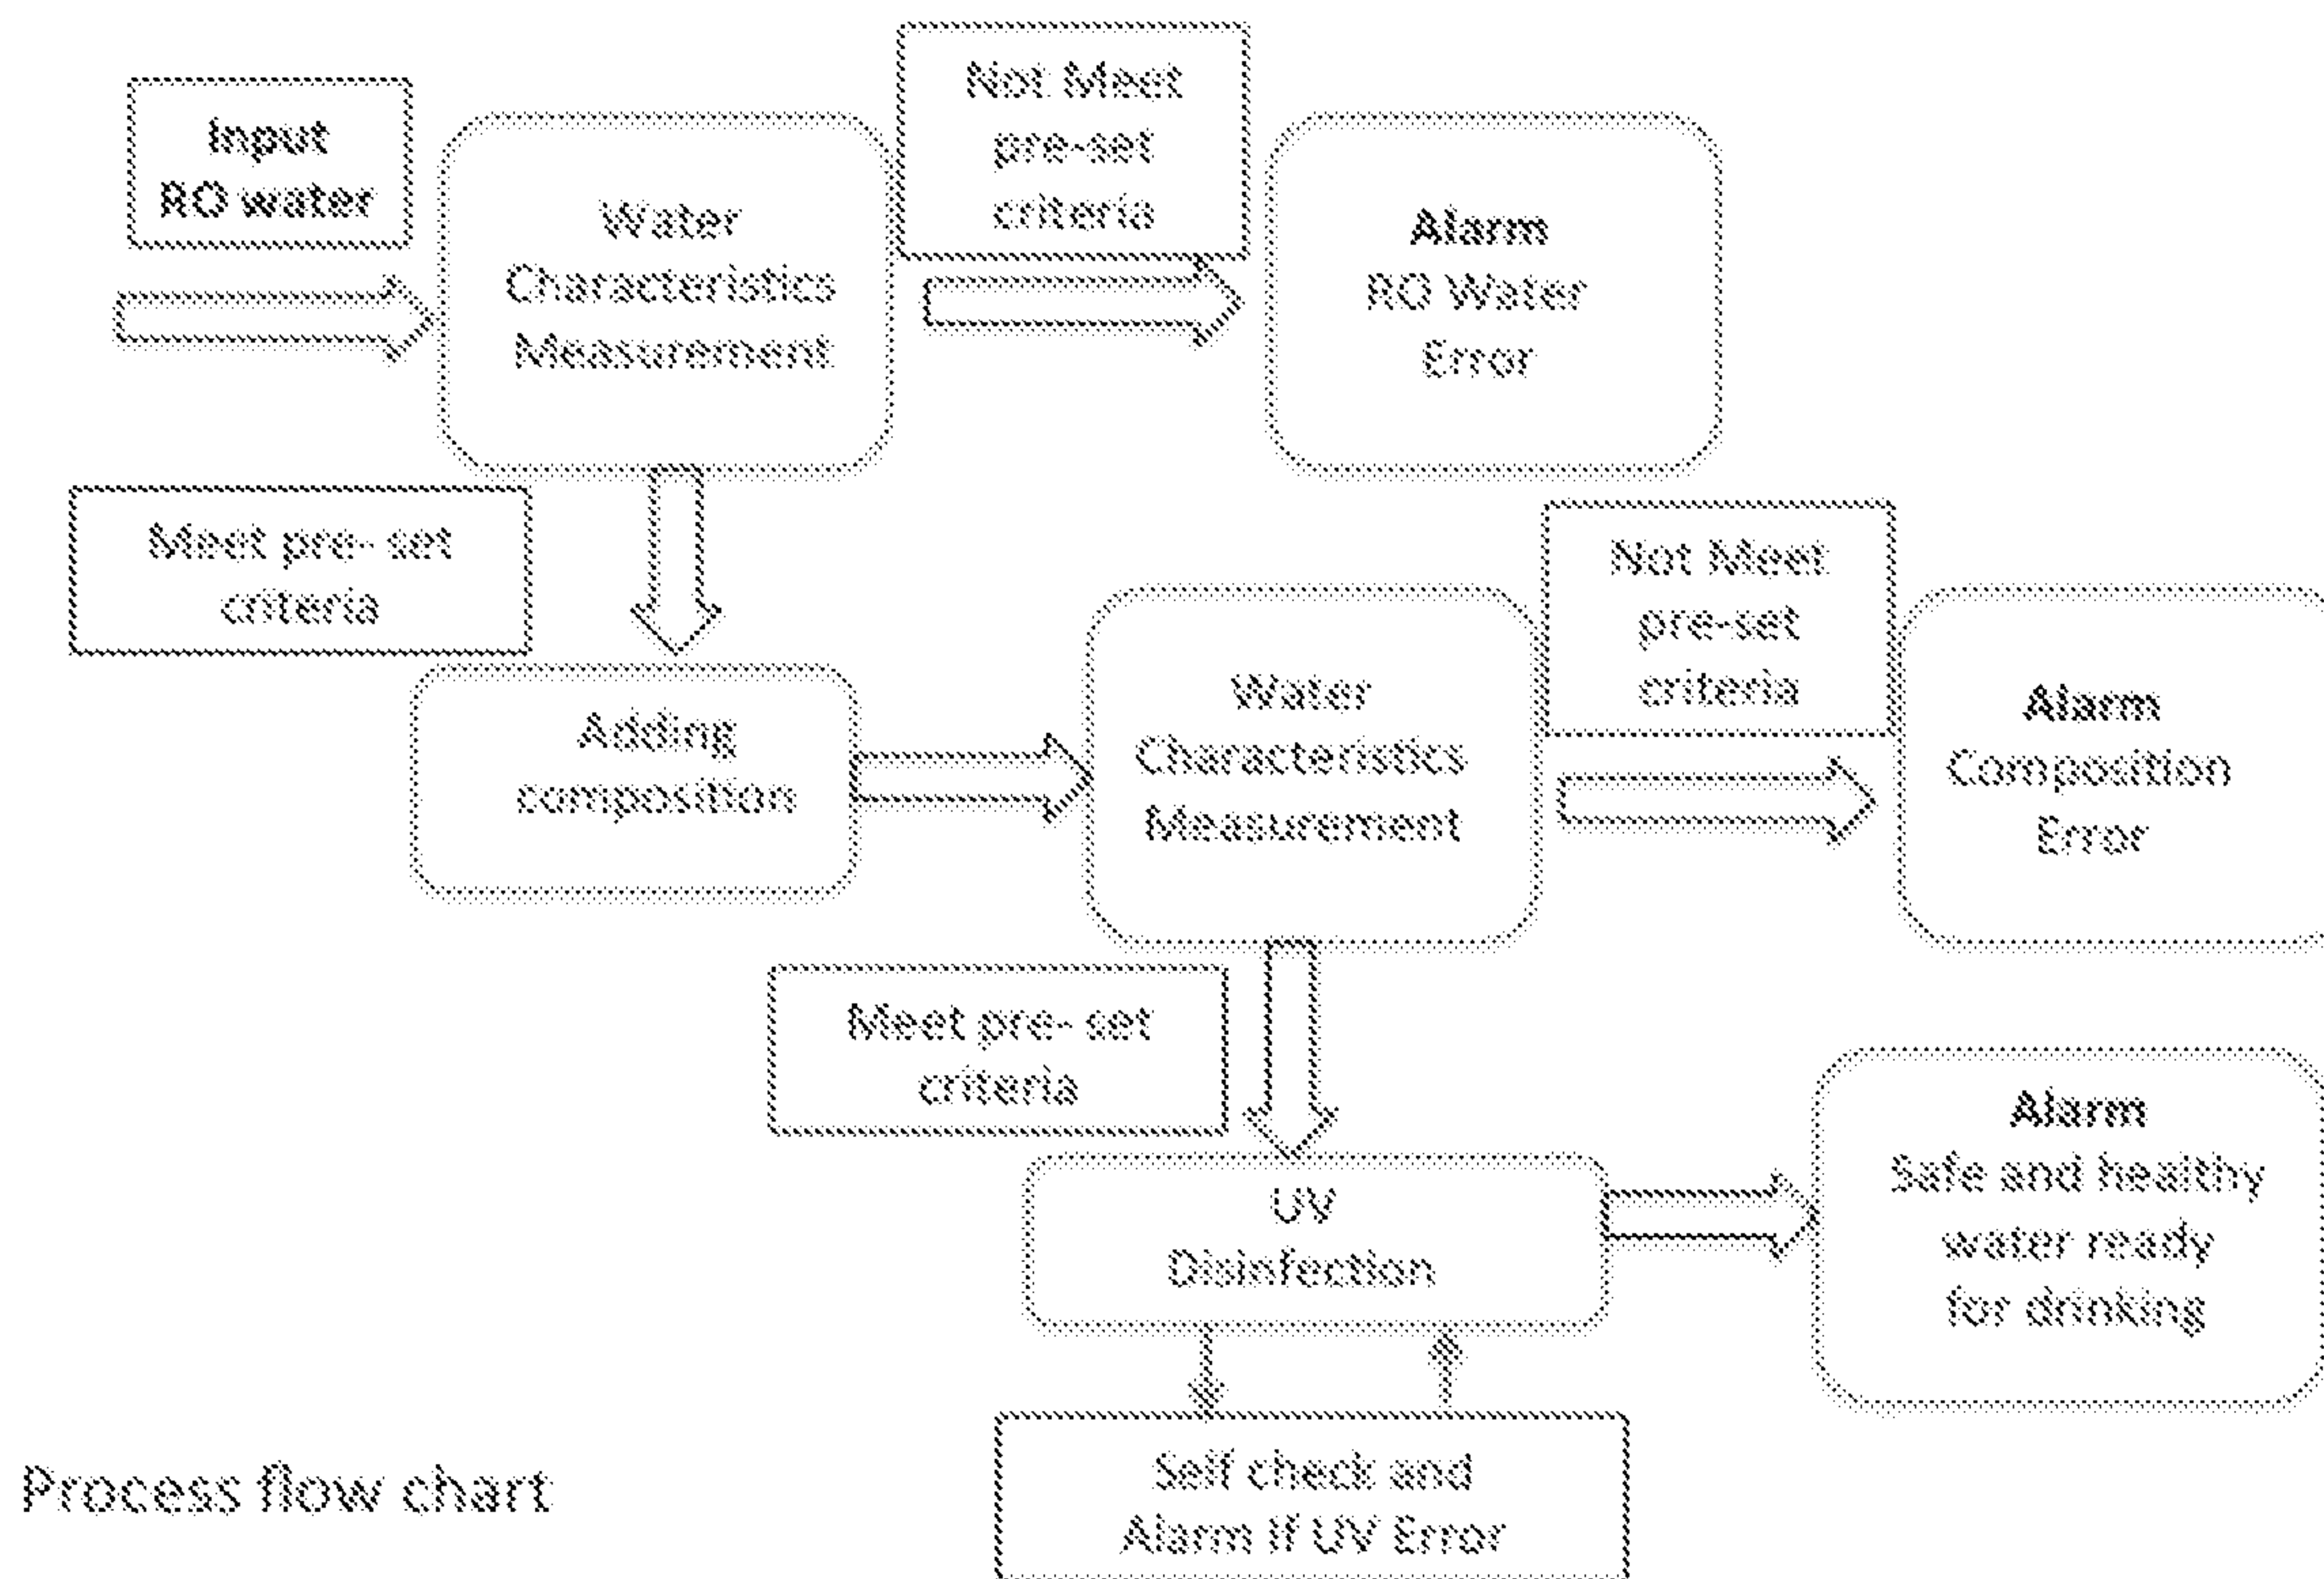 Input
RO water
Water
Characteristics
Measurement
Not Meet
pre-set
criteria
Alarm
RO Water
Error
Meet pre- set
criteria
Adding
composition
Water
Characteristics
Measurement
Not Meet
pre-set
criteria
Alarm
Composition
Error
Meet pre- set
criteria
UV
Disinfection
Alarm
Safe and healthy
water ready
for drinking
Self check and
Alarm If UV Error
Process flow chart